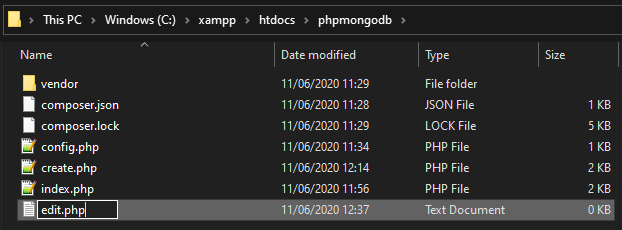 This PC > Windows (C:) > xampp > htdocs > phpmongodb >
Name Date modified Type Size
vendor 11/06/2020 11:29 File folder
composer.json 11/06/2020 11:28 JSON File 1 KB
composer.lock 11/06/2020 11:29 LOCK File 5 KB
config.php 11/06/2020 11:34 PHP File 1 KB
create.php 11/06/2020 12:14 PHP File 2 KB
index.php 11/06/2020 11:56 PHP File 2 KB
edit.php 11/06/2020 12:37 Text Document 0 KB